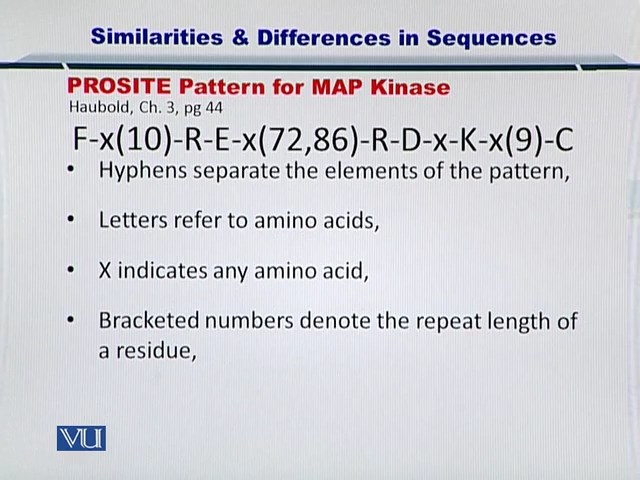 Similarities & Differences in Sequences
PROSITE Pattern for MAP Kinase
Haubold, Ch. 3, pg 44
F-x(10)-R-E-x(72,86)-R-D-x-K-x(9)-C
• Hyphens separate the elements of the pattern,
• Letters refer to amino acids,
• X indicates any amino acid,
• Bracketed numbers denote the repeat length of
a residue,
VU